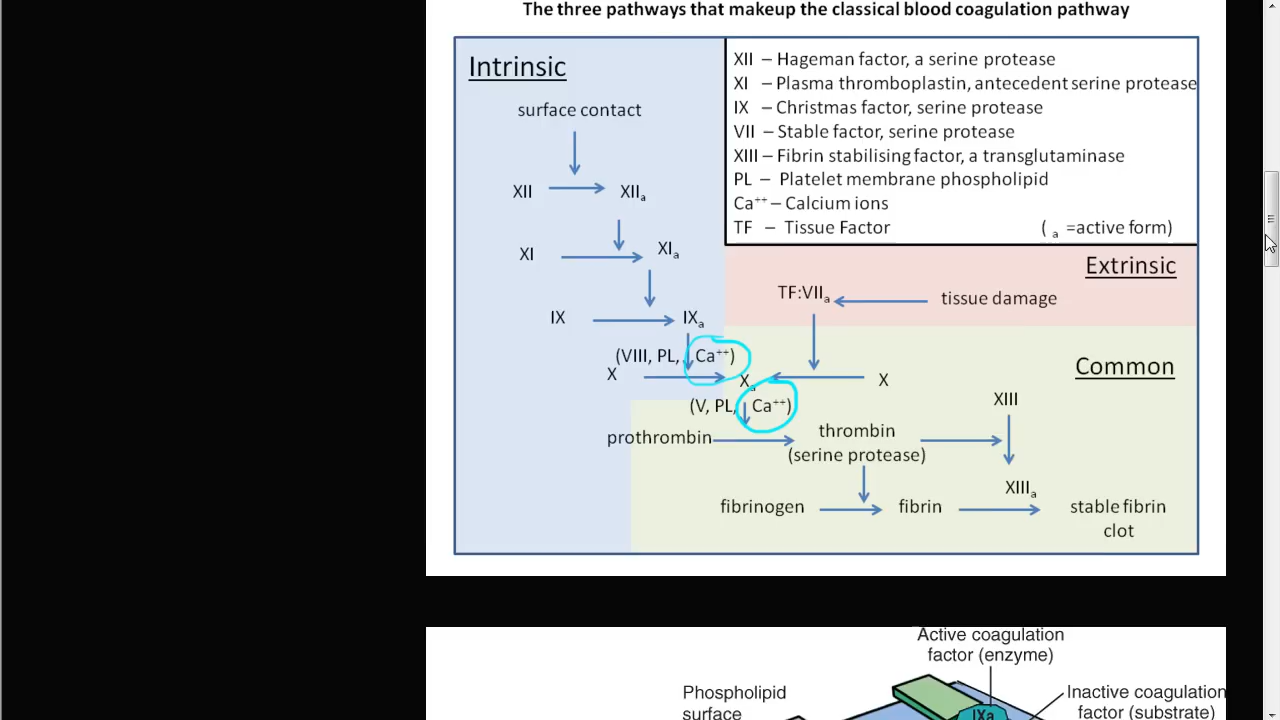 The three pathways that makeup the classical blood coagulation pathway
Intrinsic
XII – Hageman factor, a serine protease
XI – Plasma thromboplastin, antecedent serine protease
IX – Christmas factor, serine protease
VII – Stable factor, serine protease
XIII – Fibrin stabilising factor, a transglutaminase
PL – Platelet membrane phospholipid
Ca⁺⁺ – Calcium ions
TF – Tissue Factor ( ₐ =active form)
surface contact
XII XIIₐ
XI XIₐ
IX IXₐ
(VIII, PL, Ca⁺⁺)
X Xₐ X
Extrinsic
TF:VIIₐ tissue damage
Common
(V, PL, Ca⁺⁺)
XIII
prothrombin thrombin
(serine protease)
XIIIₐ
fibrinogen fibrin stable fibrin
clot
Active coagulation
factor (enzyme)
Phospholipid
surface
IXa
Inactive coagulation
factor (substrate)